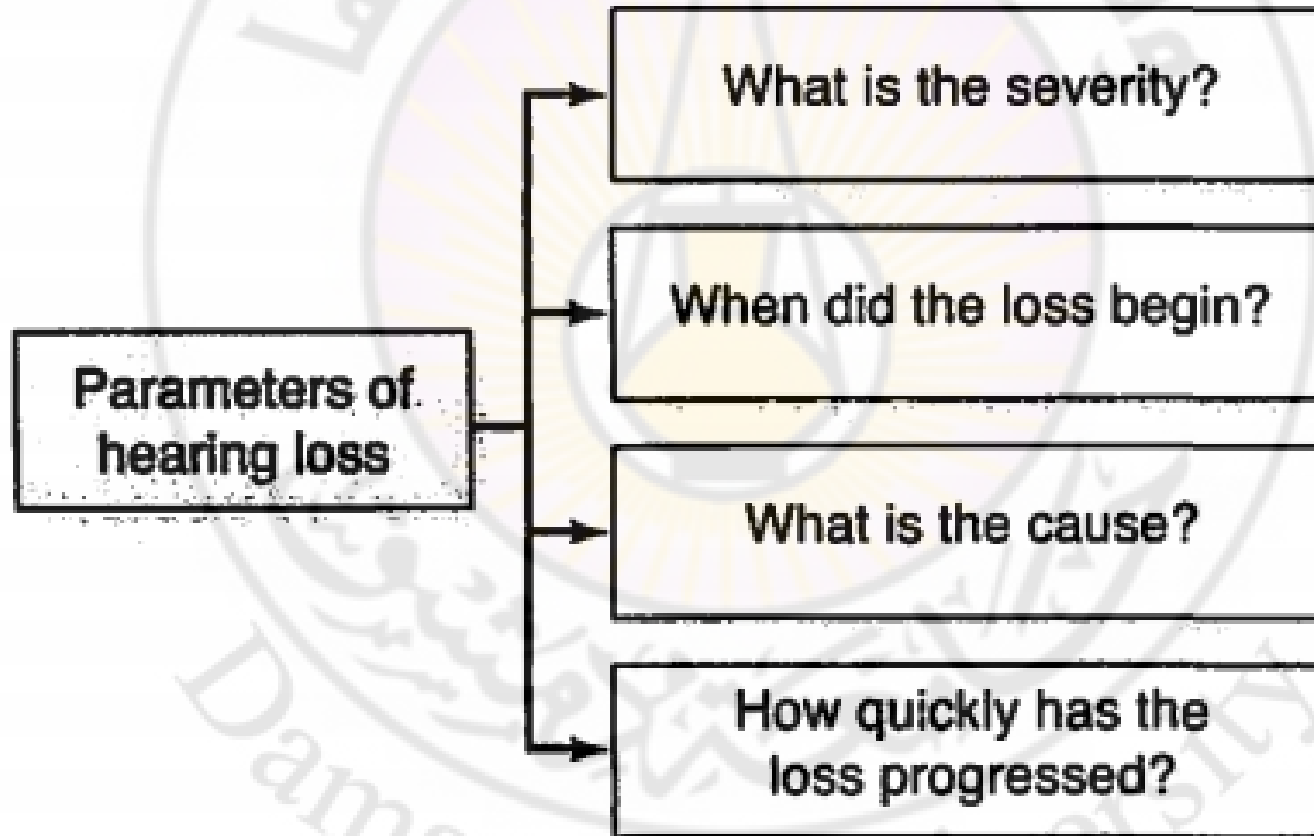 What is the severity?
When did the loss begin?
Parameters of
hearing loss
What is the cause?
How quickly has the
loss progressed?